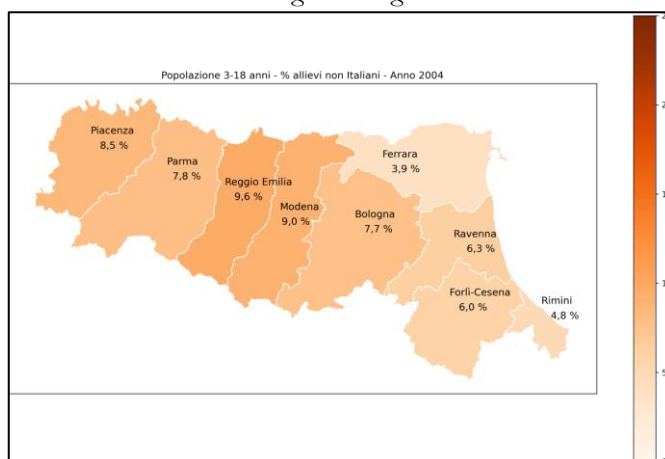 Popolazione 3-18 anni - % allievi non Italiani - Anno 2004
Piacenza
8,5 %
Parma
7,8 %
Reggio Emilia
9,6 %
Modena
9,0 %
Ferrara
3,9 %
Bologna
7,7 %
Ravenna
6,3 %
Forlì-Cesena
6,0 %
Rimini
4,8 %